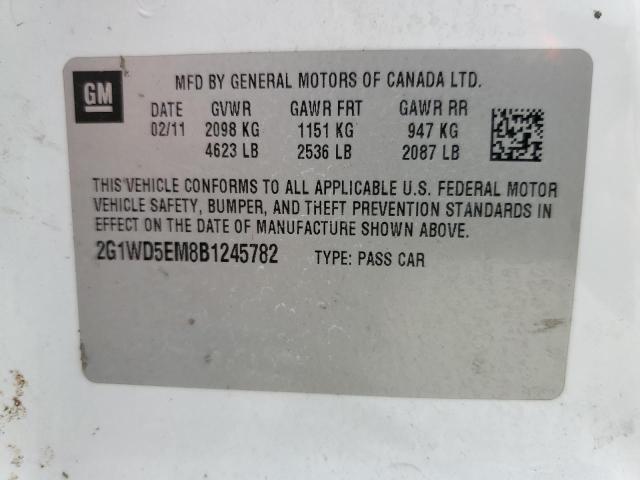 GM
MFD BY GENERAL MOTORS OF CANADA LTD.
DATE GVWR GAWR FRT GAWR RR
02/11 2098 KG 1151 KG 947 KG
4623 LB 2536 LB 2087 LB
THIS VEHICLE CONFORMS TO ALL APPLICABLE U.S. FEDERAL MOTOR
VEHICLE SAFETY, BUMPER, AND THEFT PREVENTION STANDARDS IN
EFFECT ON THE DATE OF MANUFACTURE SHOWN ABOVE.
2G1WD5EM8B1245782 TYPE: PASS CAR